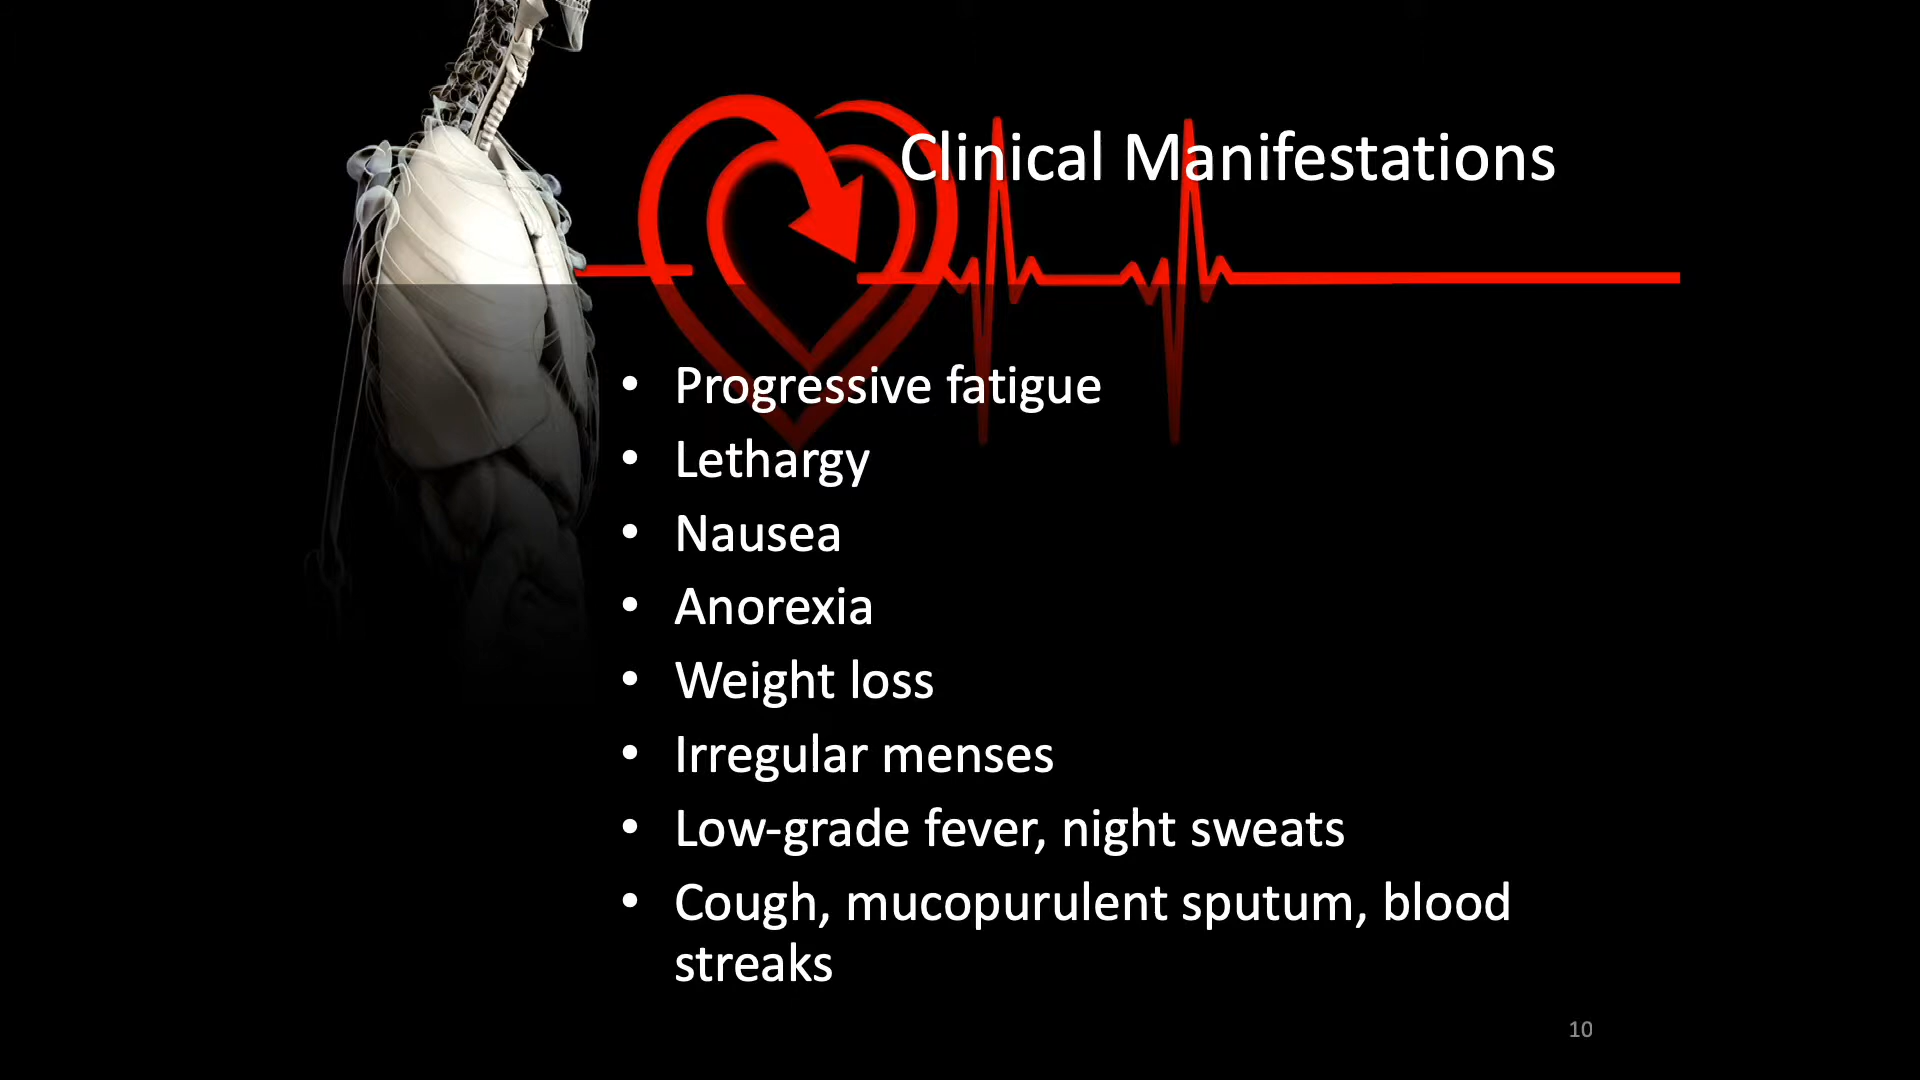 Clinical Manifestations
• Progressive fatigue
• Lethargy
• Nausea
• Anorexia
• Weight loss
• Irregular menses
• Low-grade fever, night sweats
• Cough, mucopurulent sputum, blood
streaks
10